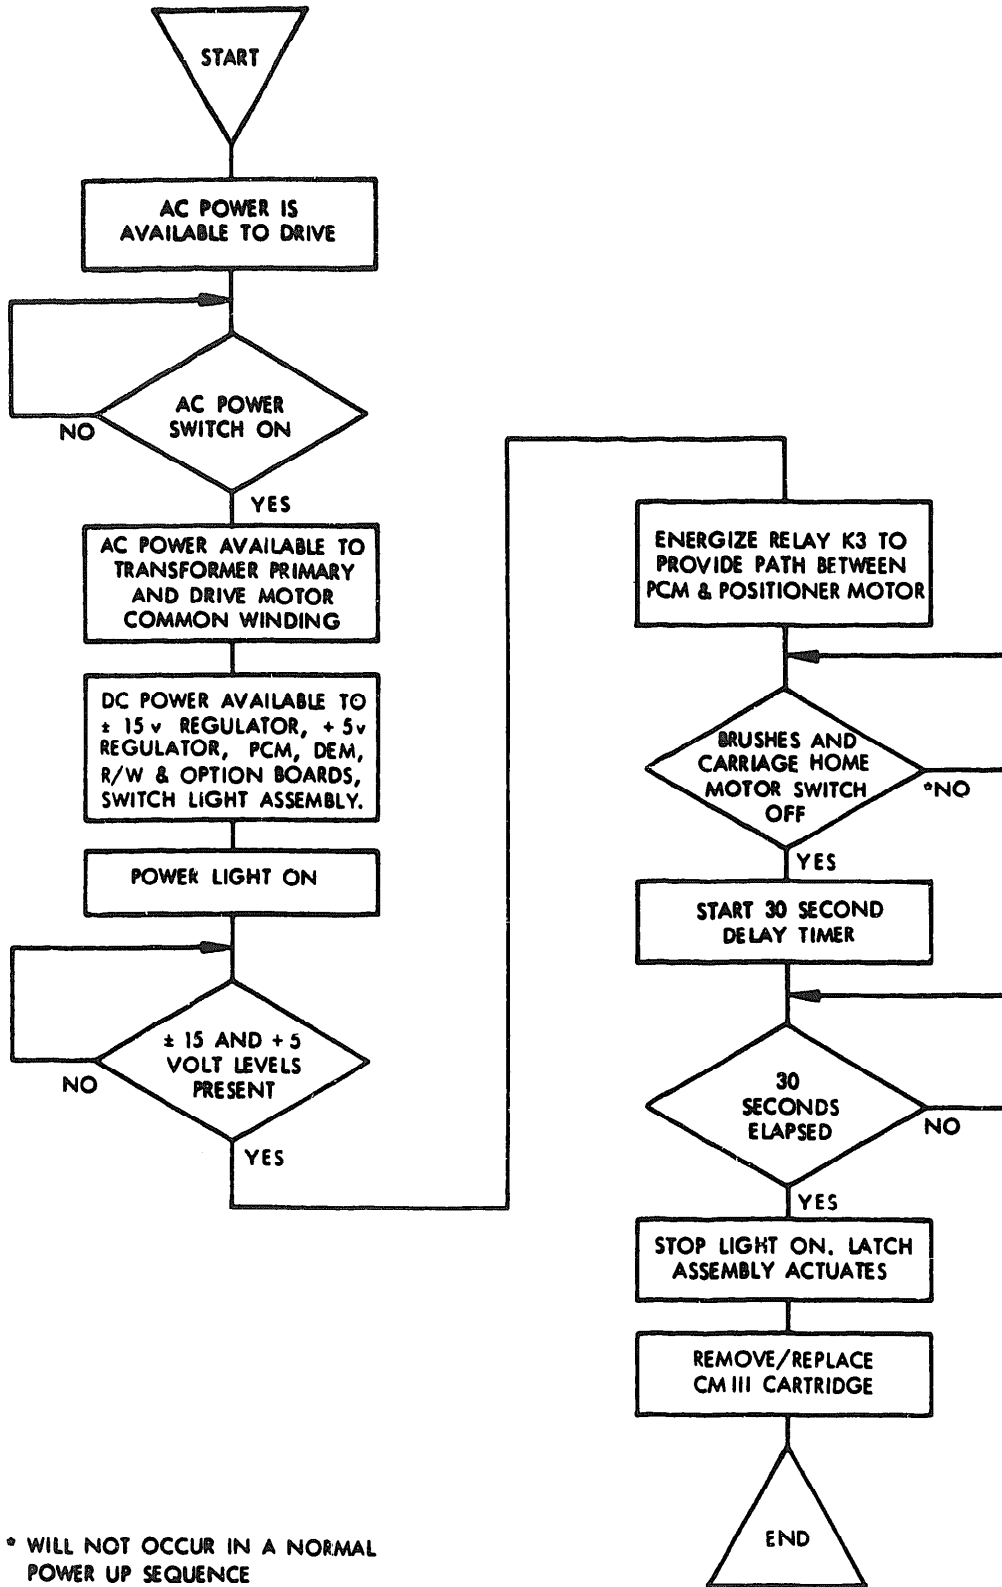 START
AC POWER IS
AVAILABLE TO DRIVE
AC POWER
SWITCH ON
NO
YES
AC POWER AVAILABLE TO
TRANSFORMER PRIMARY
AND DRIVE MOTOR
COMMON WINDING
DC POWER AVAILABLE TO
± 15 v REGULATOR, + 5v
REGULATOR, PCM, DEM,
R/W & OPTION BOARDS,
SWITCH LIGHT ASSEMBLY.
POWER LIGHT ON
± 15 AND + 5
VOLT LEVELS
PRESENT
NO
YES
ENERGIZE RELAY K3 TO
PROVIDE PATH BETWEEN
PCM & POSITIONER MOTOR
BRUSHES AND
CARRIAGE HOME
MOTOR SWITCH
OFF
*NO
YES
START 30 SECOND
DELAY TIMER
30
SECONDS
ELAPSED
NO
YES
STOP LIGHT ON. LATCH
ASSEMBLY ACTUATES
REMOVE/REPLACE
CM III CARTRIDGE
END
* WILL NOT OCCUR IN A NORMAL
POWER UP SEQUENCE